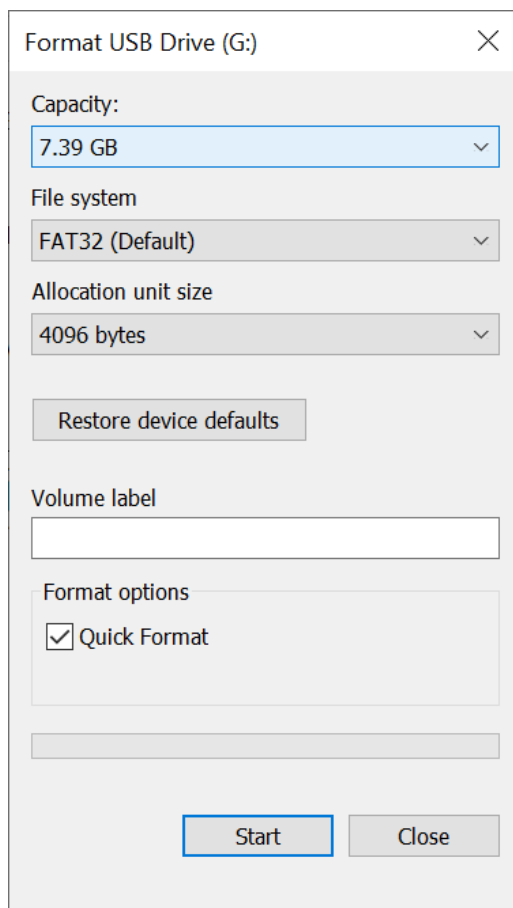 Format USB Drive (G:)
Capacity:
7.39 GB
File system
FAT32 (Default)
Allocation unit size
4096 bytes
Restore device defaults
Volume label
Format options
Quick Format
Start
Close